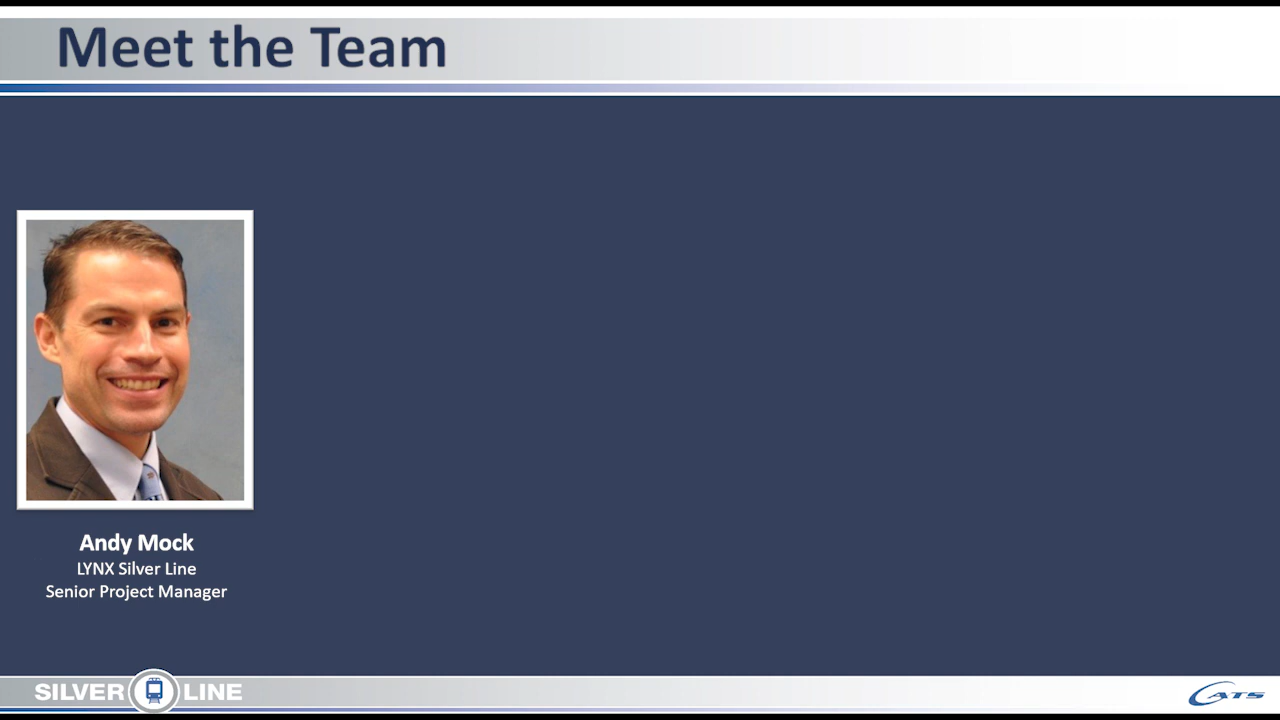 Meet the Team
Andy Mock
LYNX Silver Line
Senior Project Manager
SILVER LINE
CATS